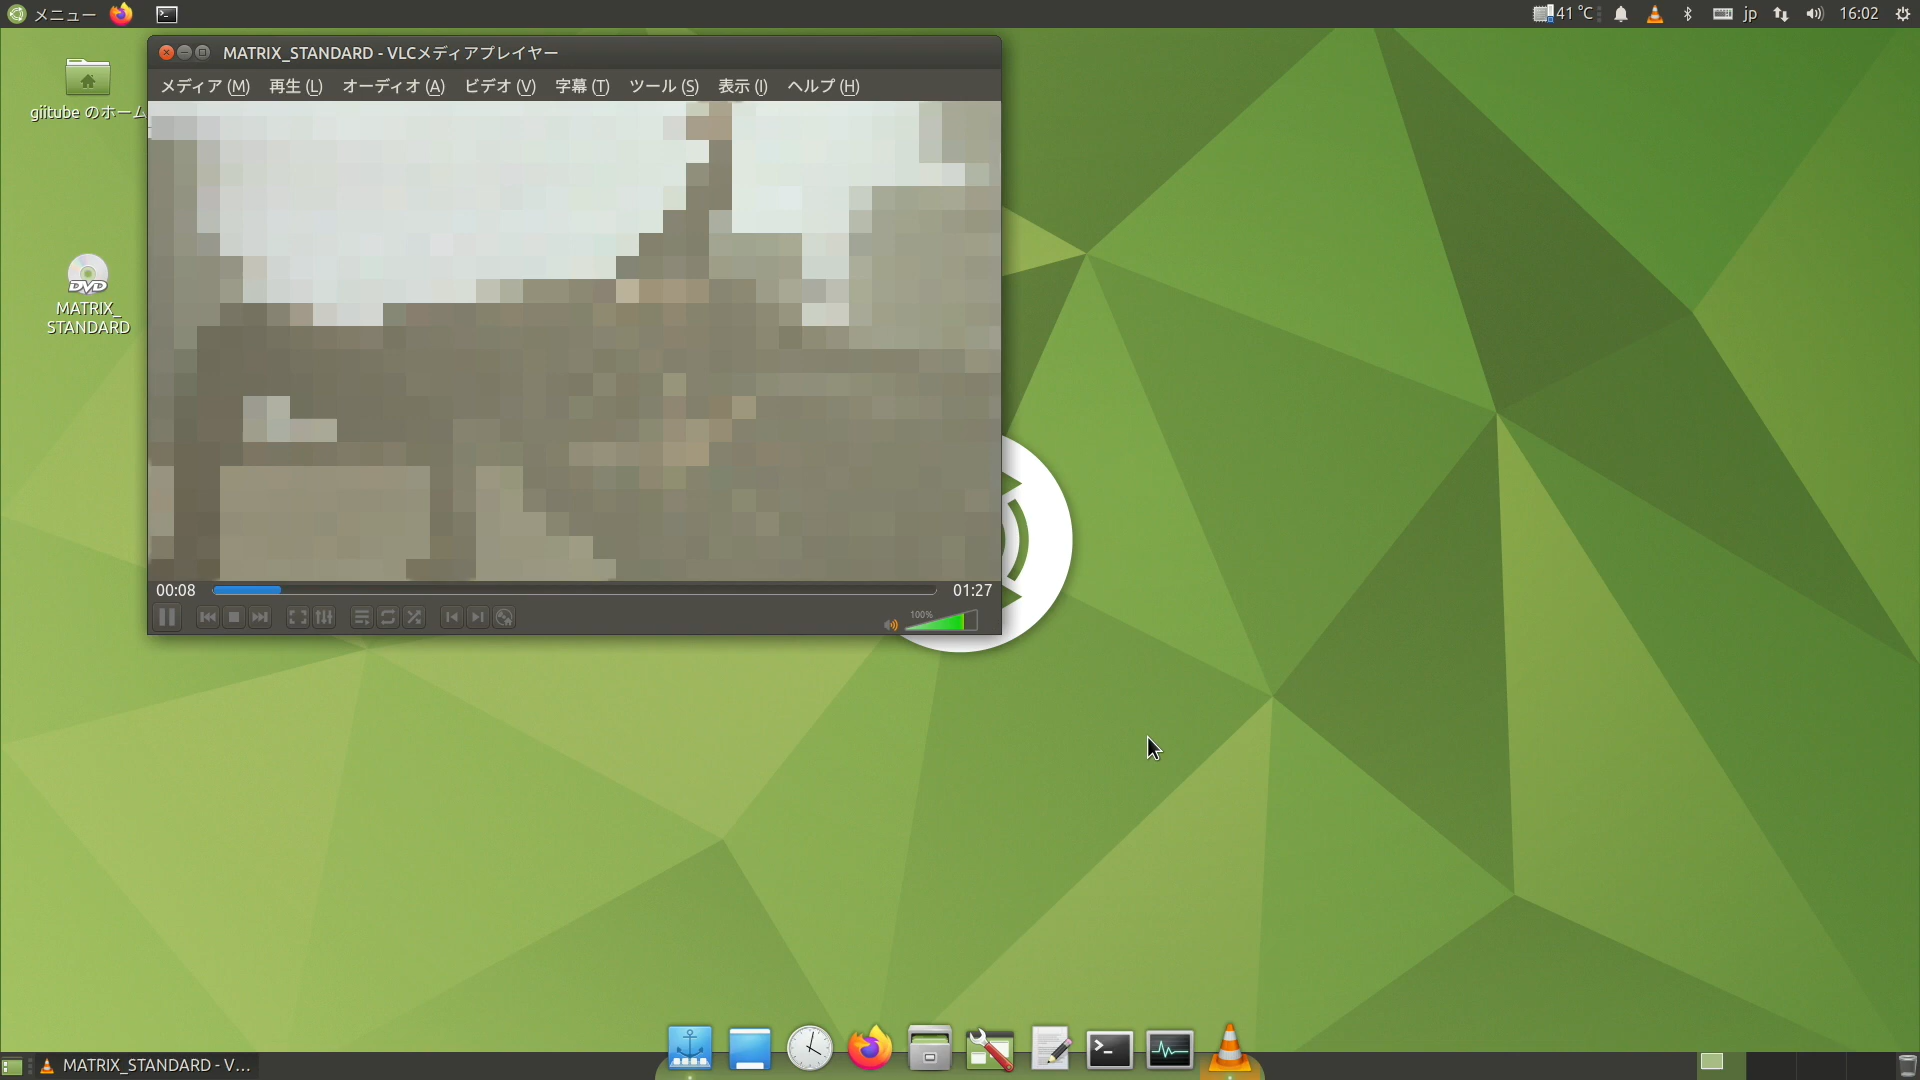 メニュー
41 ℃
jp
16:02
MATRIX_STANDARD - VLCメディアプレイヤー
メディア (M) 再生 (L) オーディオ (A) ビデオ (V) 字幕 (T) ツール (S) 表示 (I) ヘルプ (H)
giitube のホーム
DVD
MATRIX_
STANDARD
00:08
01:27
100%
MATRIX_STANDARD - V...